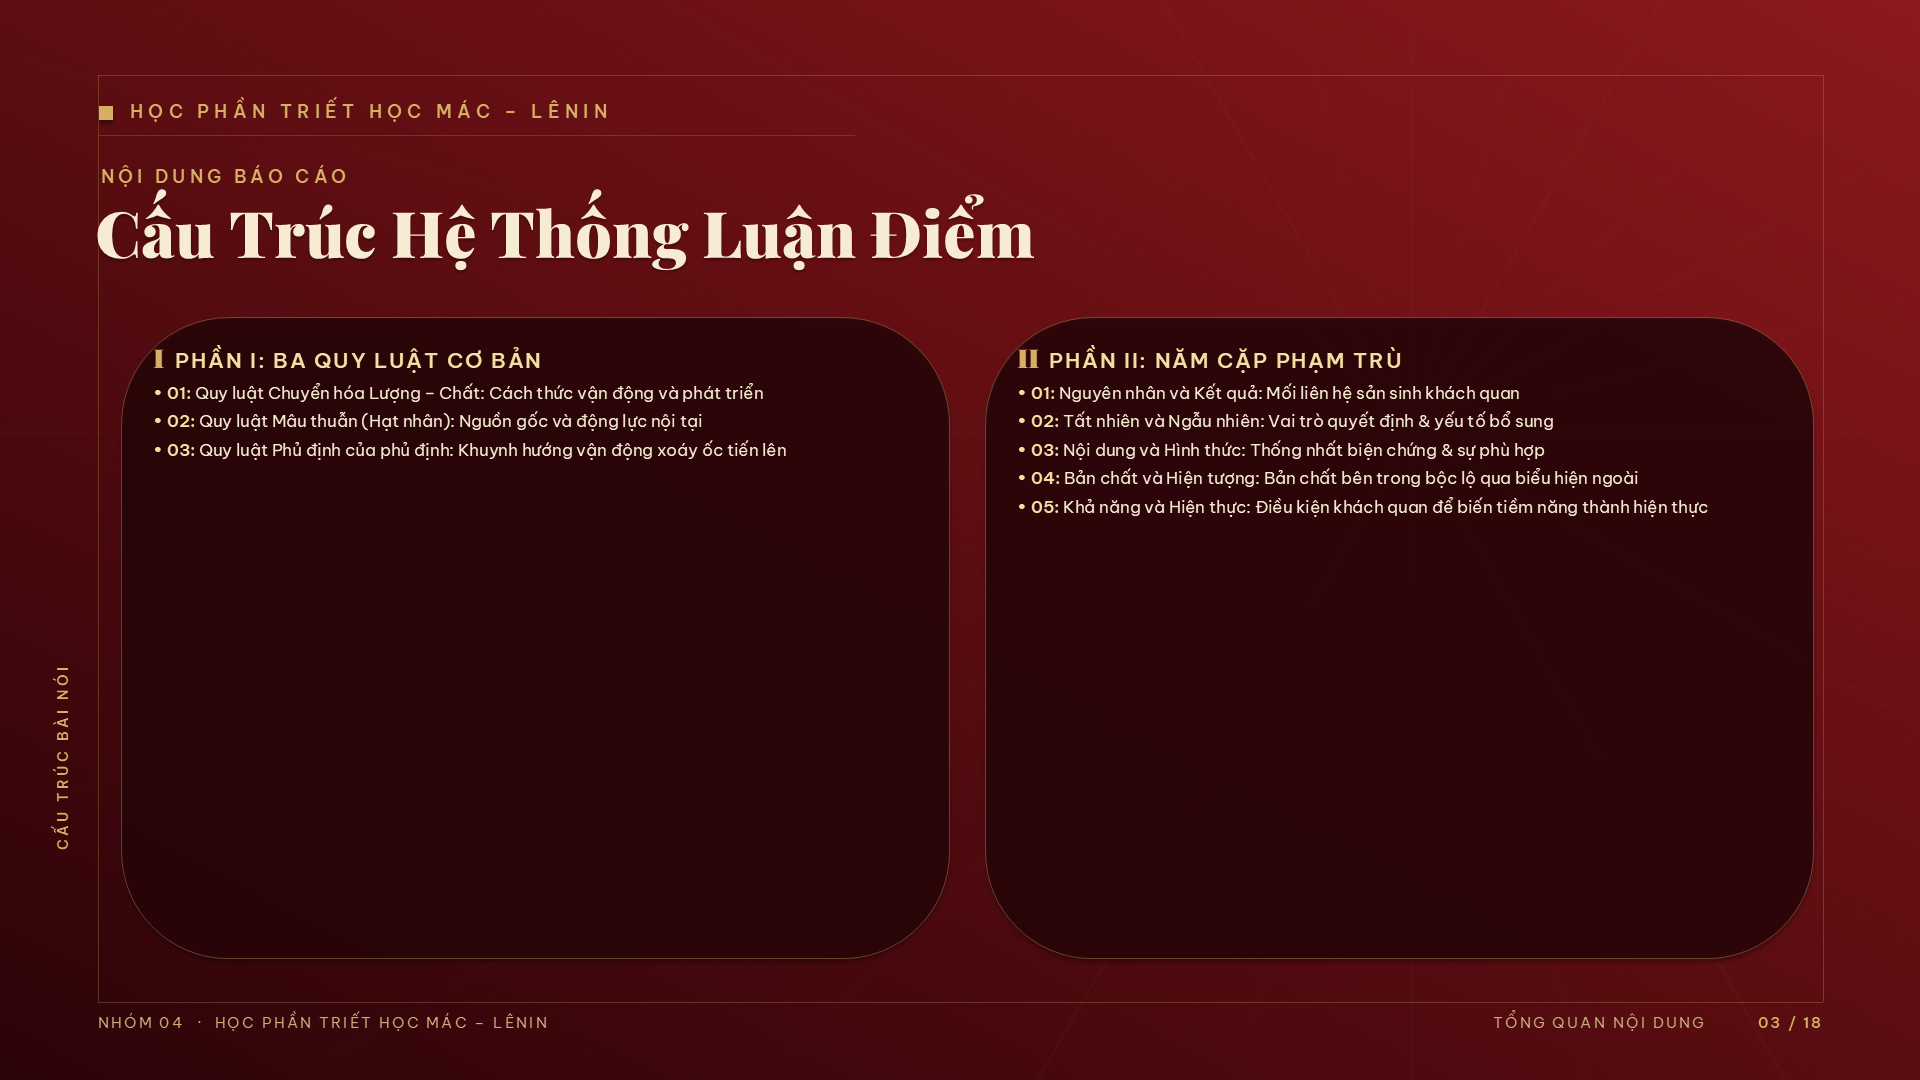 HỌC PHẦN TRIẾT HỌC MÁC – LÊNIN
NỘI DUNG BÁO CÁO
Cấu Trúc Hệ Thống Luận Điểm
I PHẦN I: BA QUY LUẬT CƠ BẢN
• 01: Quy luật Chuyển hóa Lượng – Chất: Cách thức vận động và phát triển
• 02: Quy luật Mâu thuẫn (Hạt nhân): Nguồn gốc và động lực nội tại
• 03: Quy luật Phủ định của phủ định: Khuynh hướng vận động xoáy ốc tiến lên
II PHẦN II: NĂM CẶP PHẠM TRÙ
• 01: Nguyên nhân và Kết quả: Mối liên hệ sản sinh khách quan
• 02: Tất nhiên và Ngẫu nhiên: Vai trò quyết định & yếu tố bổ sung
• 03: Nội dung và Hình thức: Thống nhất biện chứng & sự phù hợp
• 04: Bản chất và Hiện tượng: Bản chất bên trong bộc lộ qua biểu hiện ngoài
• 05: Khả năng và Hiện thực: Điều kiện khách quan để biến tiềm năng thành hiện thực
CẤU TRÚC BÀI NÓI
NHÓM 04 · HỌC PHẦN TRIẾT HỌC MÁC – LÊNIN
TỔNG QUAN NỘI DUNG 03 / 18